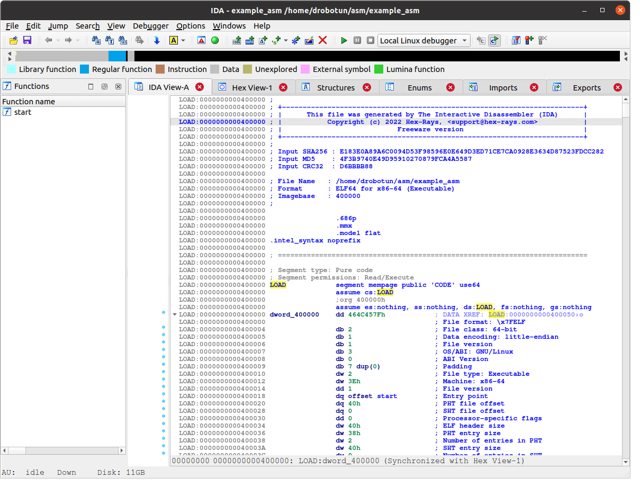 IDA - example_asm /home/drobotun/asm/example_asm
File Edit Jump Search View Debugger Options Windows Help
Local Linux debugger
Library function Regular function Instruction Data Unexplored External symbol Lumina function
Functions
IDA View-A Hex View-1 Structures Enums Imports Exports
Function name
start
LOAD:0000000000400000 ;
LOAD:0000000000400000 ; +-------------------------------------------------------------------------+
LOAD:0000000000400000 ; | This file was generated by The Interactive Disassembler (IDA) |
LOAD:0000000000400000 ; | Copyright (c) 2022 Hex-Rays, <support@hex-rays.com> |
LOAD:0000000000400000 ; | Freeware version |
LOAD:0000000000400000 ; +-------------------------------------------------------------------------+
LOAD:0000000000400000 ;
LOAD:0000000000400000 ; Input SHA256 : E183E0A89A6C0094D53F98596E0E649D3ED71CE7CA0928E3634D87523FDCC282
LOAD:0000000000400000 ; Input MD5 : 4F3B9740E49D95910270879FCA4A5587
LOAD:0000000000400000 ; Input CRC32 : D6BBBB88
LOAD:0000000000400000
LOAD:0000000000400000 ; File Name : /home/drobotun/asm/example_asm
LOAD:0000000000400000 ; Format : ELF64 for x86-64 (Executable)
LOAD:0000000000400000 ; Imagebase : 400000
LOAD:0000000000400000 ;
LOAD:0000000000400000
LOAD:0000000000400000 .686p
LOAD:0000000000400000 .mmx
LOAD:0000000000400000 .model flat
LOAD:0000000000400000 .intel_syntax noprefix
LOAD:0000000000400000
LOAD:0000000000400000 ; ===========================================================================
LOAD:0000000000400000
LOAD:0000000000400000 ; Segment type: Pure code
LOAD:0000000000400000 ; Segment permissions: Read/Execute
LOAD:0000000000400000 LOAD segment mempage public 'CODE' use64
LOAD:0000000000400000 assume cs:LOAD
LOAD:0000000000400000 ;org 400000h
LOAD:0000000000400000 assume es:nothing, ss:nothing, ds:LOAD, fs:nothing, gs:nothing
LOAD:0000000000400000 dword_400000 dd 464C457Fh ; DATA XREF: LOAD:0000000000400050↓o
LOAD:0000000000400000 ; File format: \x7FELF
LOAD:0000000000400004 db 2 ; File class: 64-bit
LOAD:0000000000400005 db 1 ; Data encoding: little-endian
LOAD:0000000000400006 db 1 ; File version
LOAD:0000000000400007 db 3 ; OS/ABI: GNU/Linux
LOAD:0000000000400008 db 0 ; ABI Version
LOAD:0000000000400009 db 7 dup(0) ; Padding
LOAD:0000000000400010 dw 2 ; File type: Executable
LOAD:0000000000400012 dw 3Eh ; Machine: x86-64
LOAD:0000000000400014 dd 1 ; File version
LOAD:0000000000400018 dq offset start ; Entry point
LOAD:0000000000400020 dq 40h ; PHT file offset
LOAD:0000000000400028 dq 0 ; SHT file offset
LOAD:0000000000400030 dd 0 ; Processor-specific flags
LOAD:0000000000400034 dw 40h ; ELF header size
LOAD:0000000000400036 dw 38h ; PHT entry size
LOAD:0000000000400038 dw 2 ; Number of entries in PHT
LOAD:000000000040003A dw 40h ; SHT entry size
00000000 0000000000400000: LOAD:dword_400000 (Synchronized with Hex View-1)
AU: idle Down Disk: 11GB